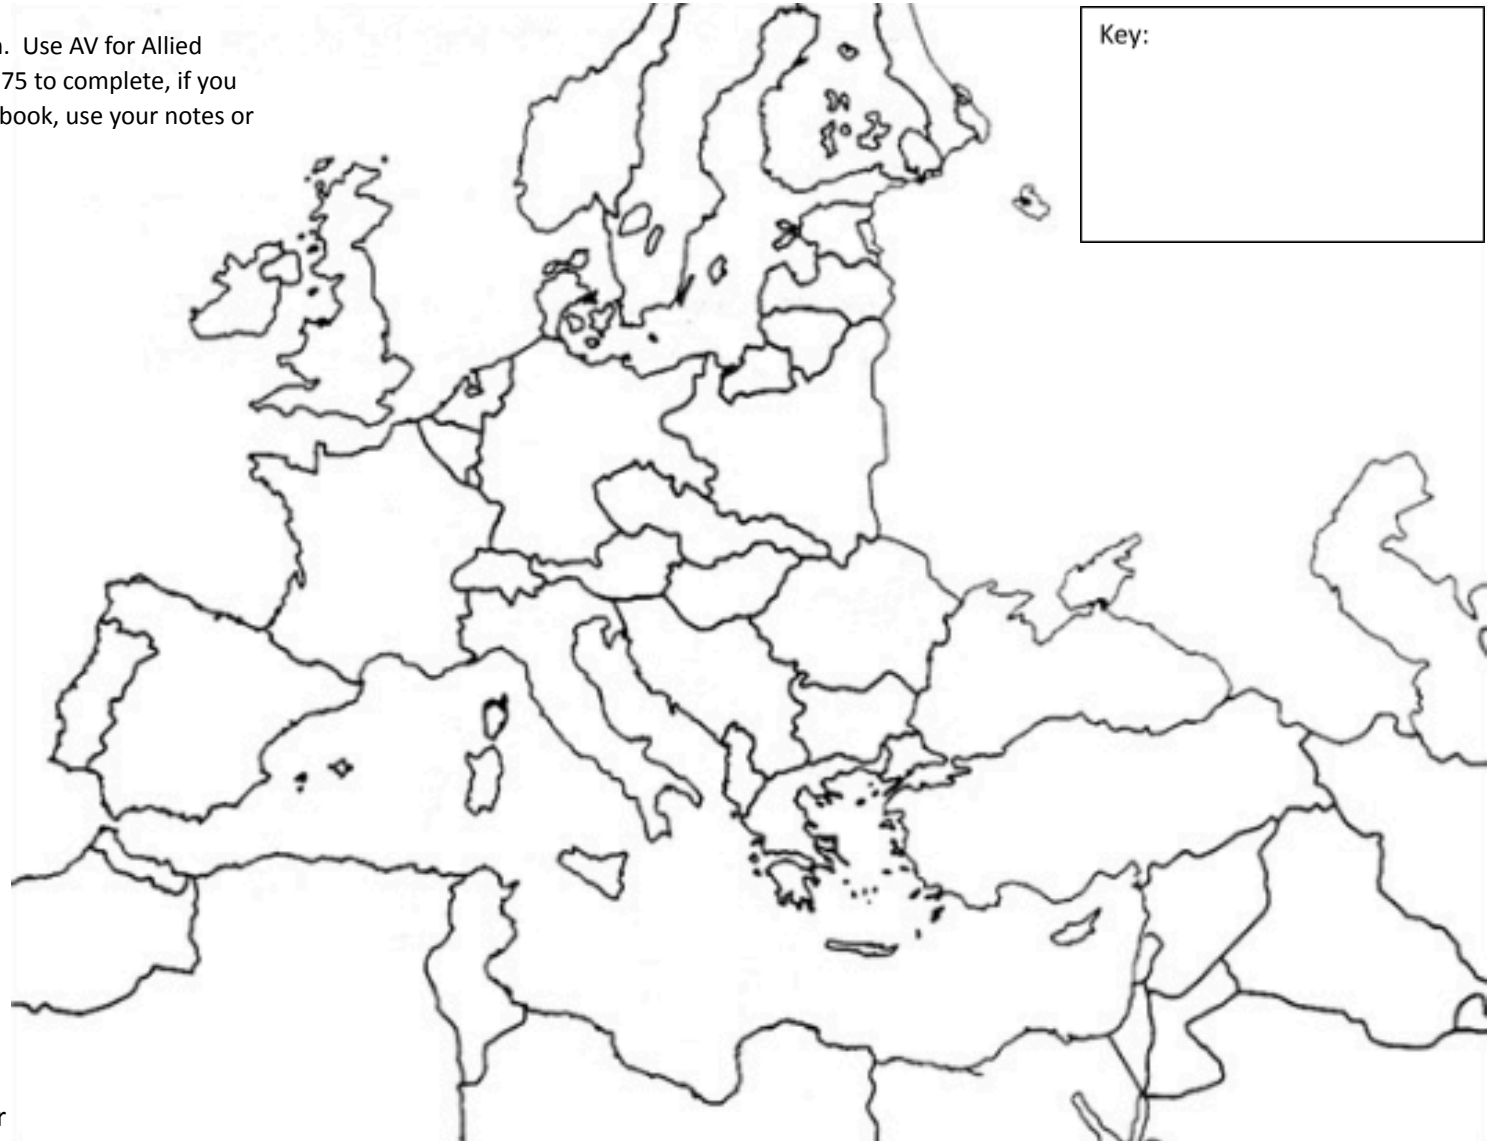 . Use AV for Allied
75 to complete, if you
book, use your notes or
Key: